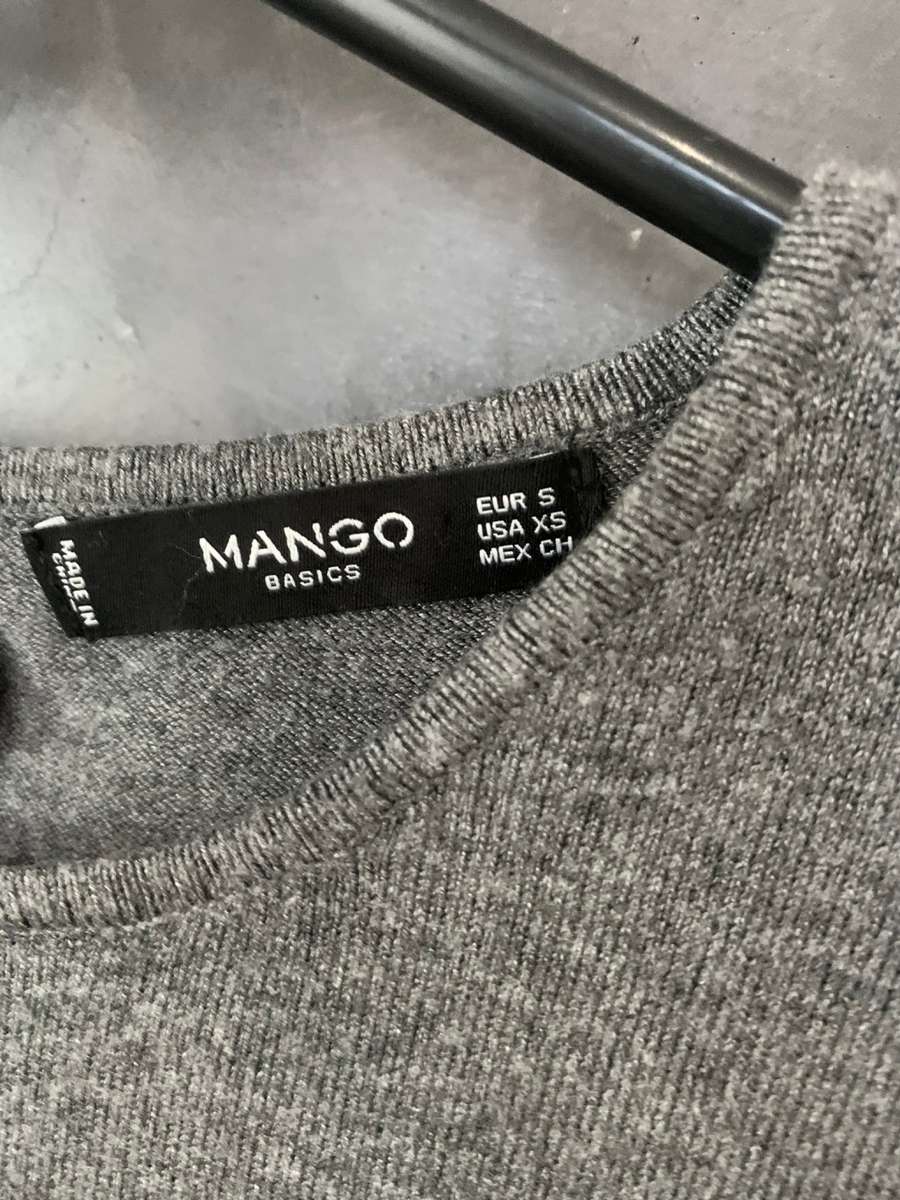 MANGO
BASICS
EUR S
USA XS
MEX CH
MADE IN